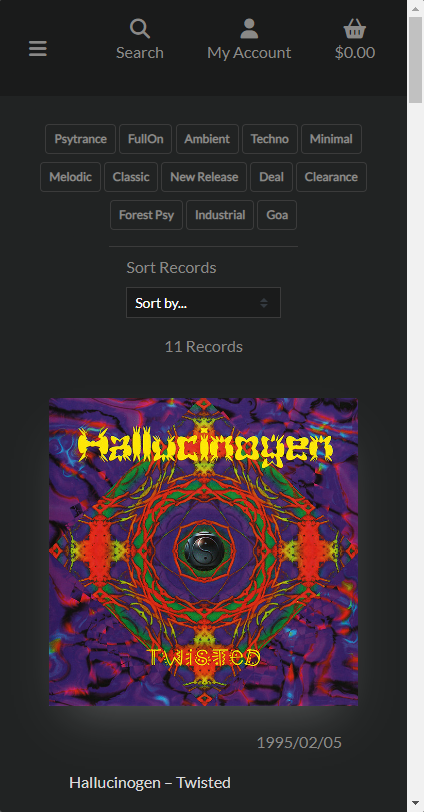 Search My Account $0.00
Psytrance FullOn Ambient Techno Minimal
Melodic Classic New Release Deal Clearance
Forest Psy Industrial Goa
Sort Records
Sort by...
11 Records
Hallucinogen
TWiSTeD
1995/02/05
Hallucinogen – Twisted